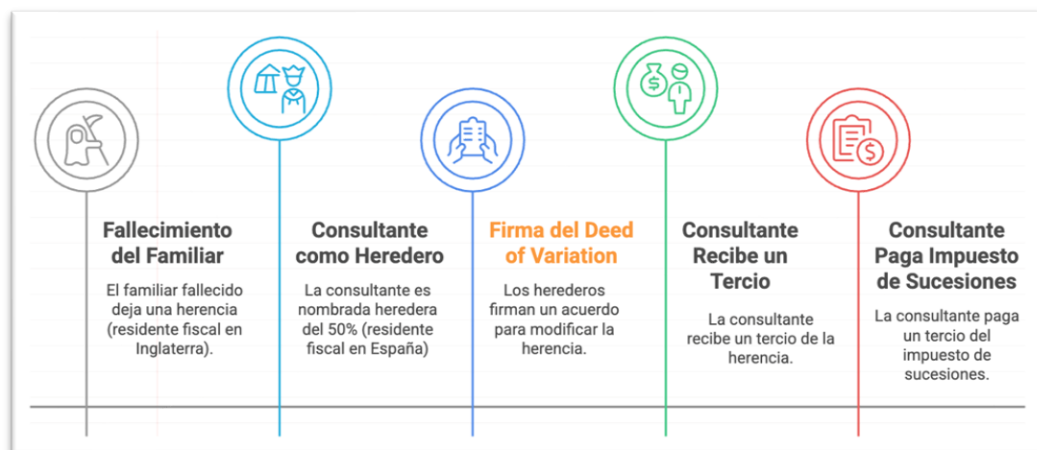 Fallecimiento
del Familiar
El familiar fallecido
deja una herencia
(residente fiscal en
Inglaterra).
Consultante
como Heredero
La consultante es
nombrada heredera
del 50% (residente
fiscal en España)
Firma del Deed
of Variation
Los herederos
firman un acuerdo
para modificar la
herencia.
Consultante
Recibe un
Tercio
La consultante
recibe un tercio de la
herencia.
Consultante
Paga Impuesto
de Sucesiones
La consultante paga
un tercio del
impuesto de
sucesiones.